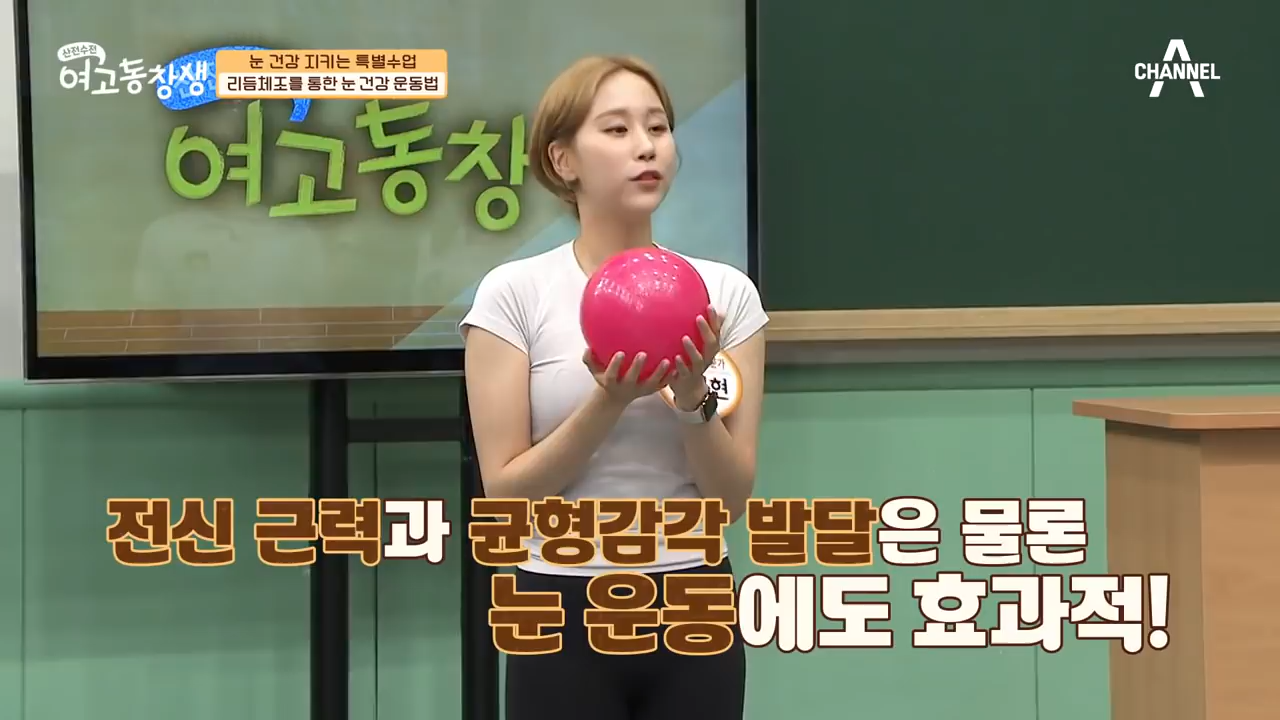 산전수전
여고동창생
눈 건강 지키는 특별수업
리듬체조를 통한 눈 건강 운동법
CHANNEL A
여고동창
현
전신 근력과 균형감각 발달은 물론
눈 운동에도 효과적!